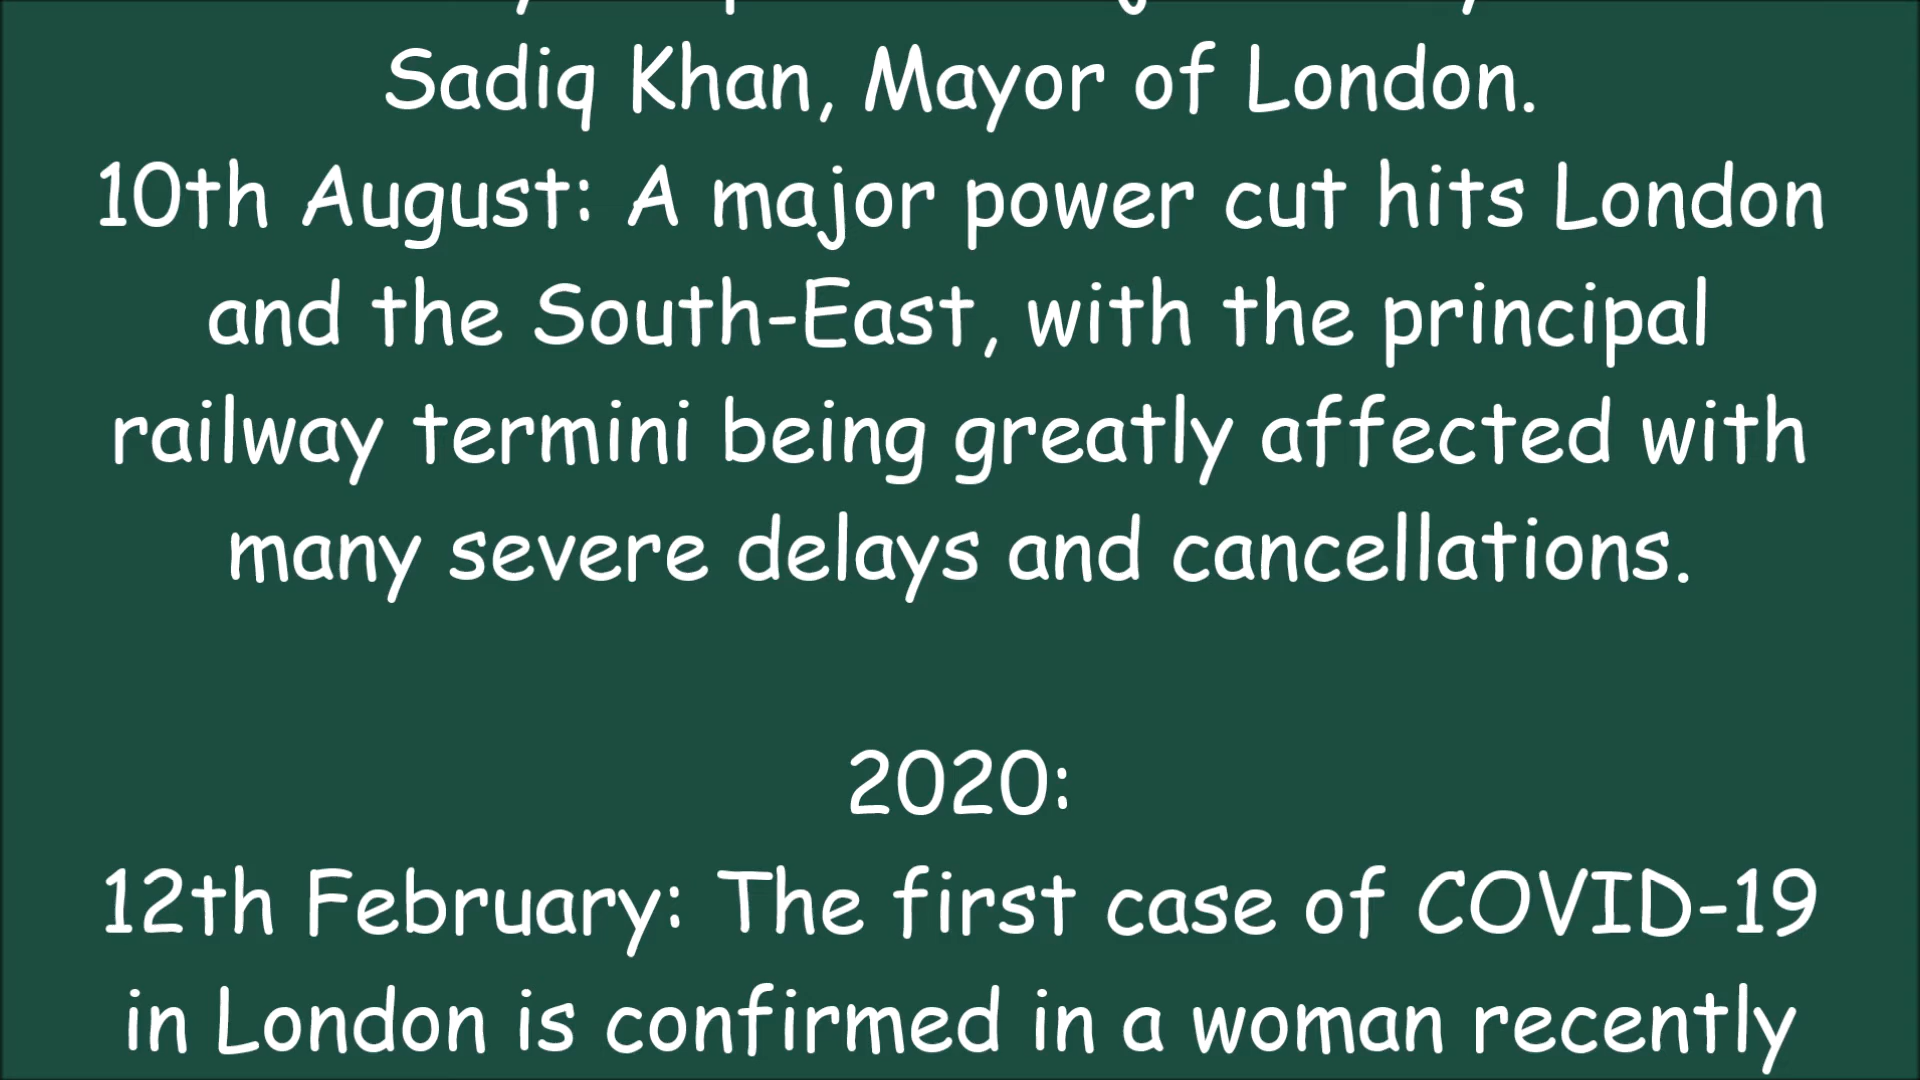 Sadiq Khan, Mayor of London.
10th August: A major power cut hits London
and the South-East, with the principal
railway termini being greatly affected with
many severe delays and cancellations.
2020:
12th February: The first case of COVID-19
in London is confirmed in a woman recently